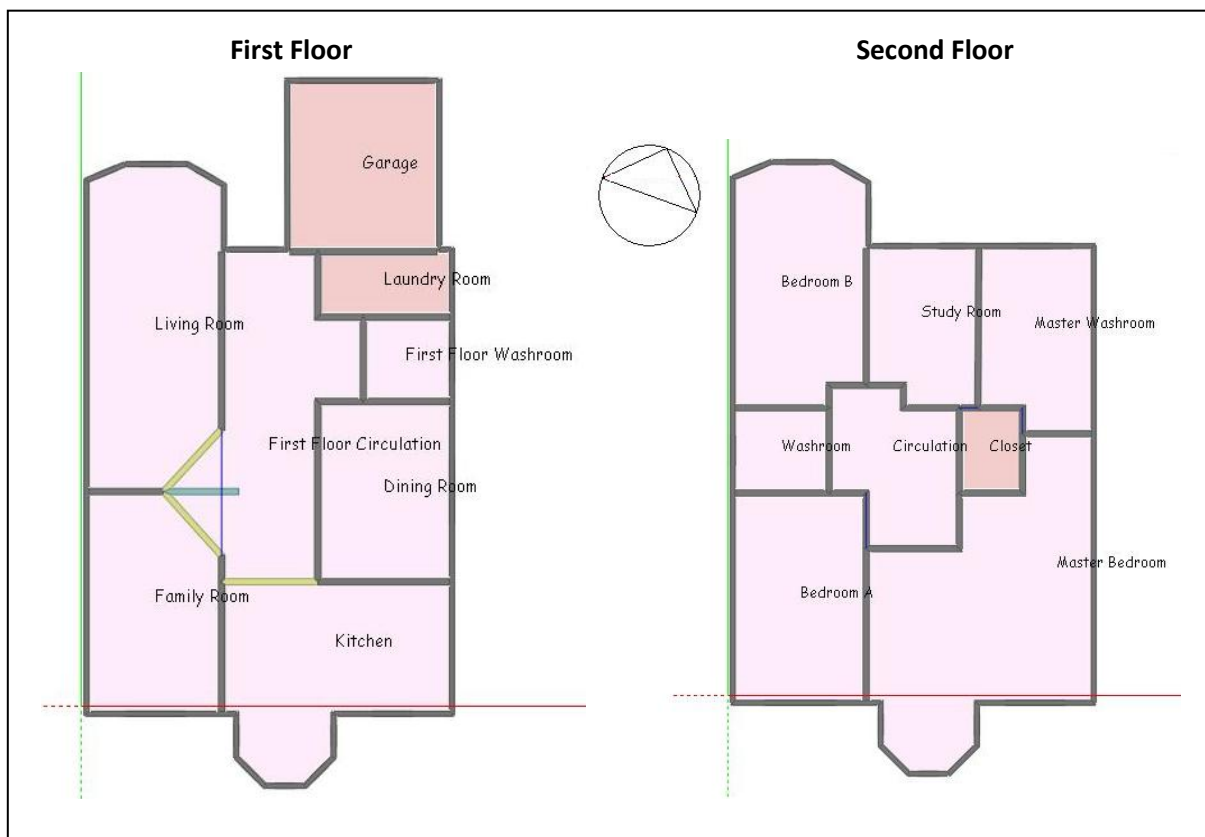 First Floor
Garage
Laundry Room
Living Room
First Floor Washroom
First Floor Circulation
Dining Room
Family Room
Kitchen
Second Floor
Bedroom B
Study Room
Master Washroom
Washroom
Circulation
Closet
Master Bedroom
Bedroom A